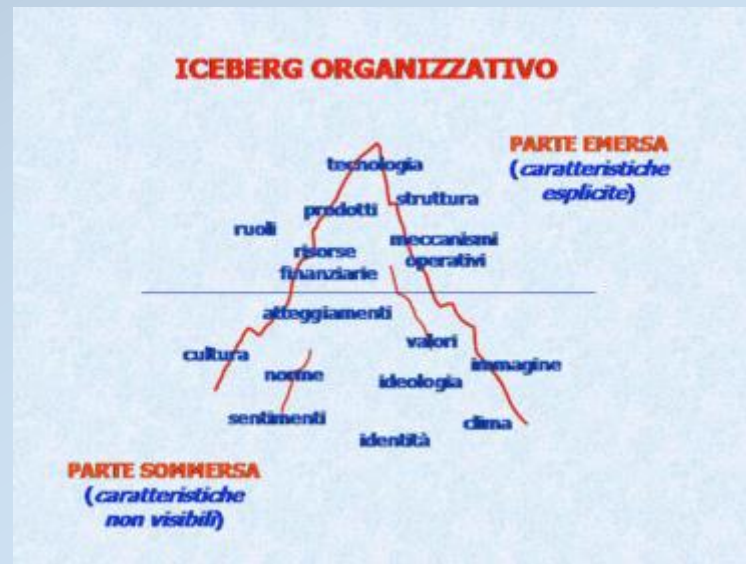 ICEBERG ORGANIZZATIVO
PARTE EMERSA
(caratteristiche
esplicite)
tecnologia
struttura
prodotti
ruoli
meccanismi
operativi
risorse
finanziarie
atteggiamenti
valori
cultura
immagine
norme
ideologia
sentimenti
clima
identità
PARTE SOMMERSA
(caratteristiche
non visibili)